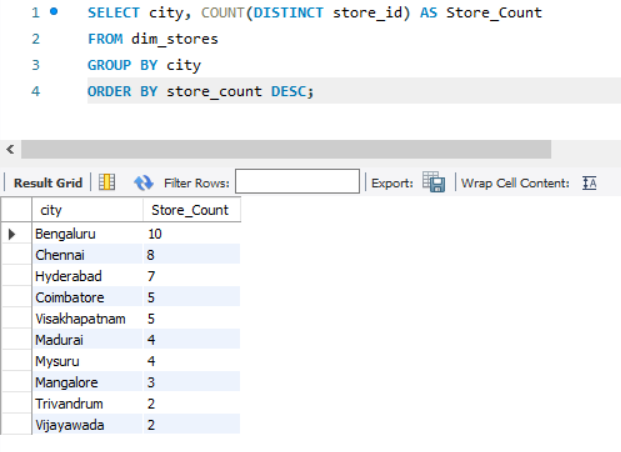 1 SELECT city, COUNT(DISTINCT store_id) AS Store_Count
2 FROM dim_stores
3 GROUP BY city
4 ORDER BY store_count DESC;
Result Grid Filter Rows: Export: Wrap Cell Content: IA
city Store_Count
Bengaluru 10
Chennai 8
Hyderabad 7
Coimbatore 5
Visakhapatnam 5
Madurai 4
Mysuru 4
Mangalore 3
Trivandrum 2
Vijayawada 2